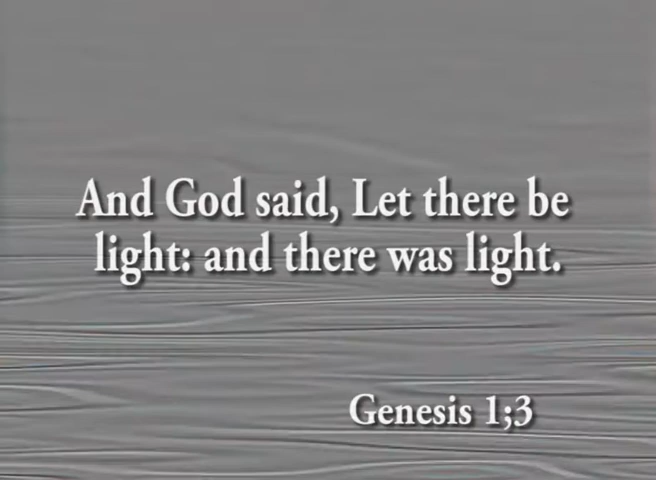 And God said, Let there be
light: and there was light.
Genesis 1;3